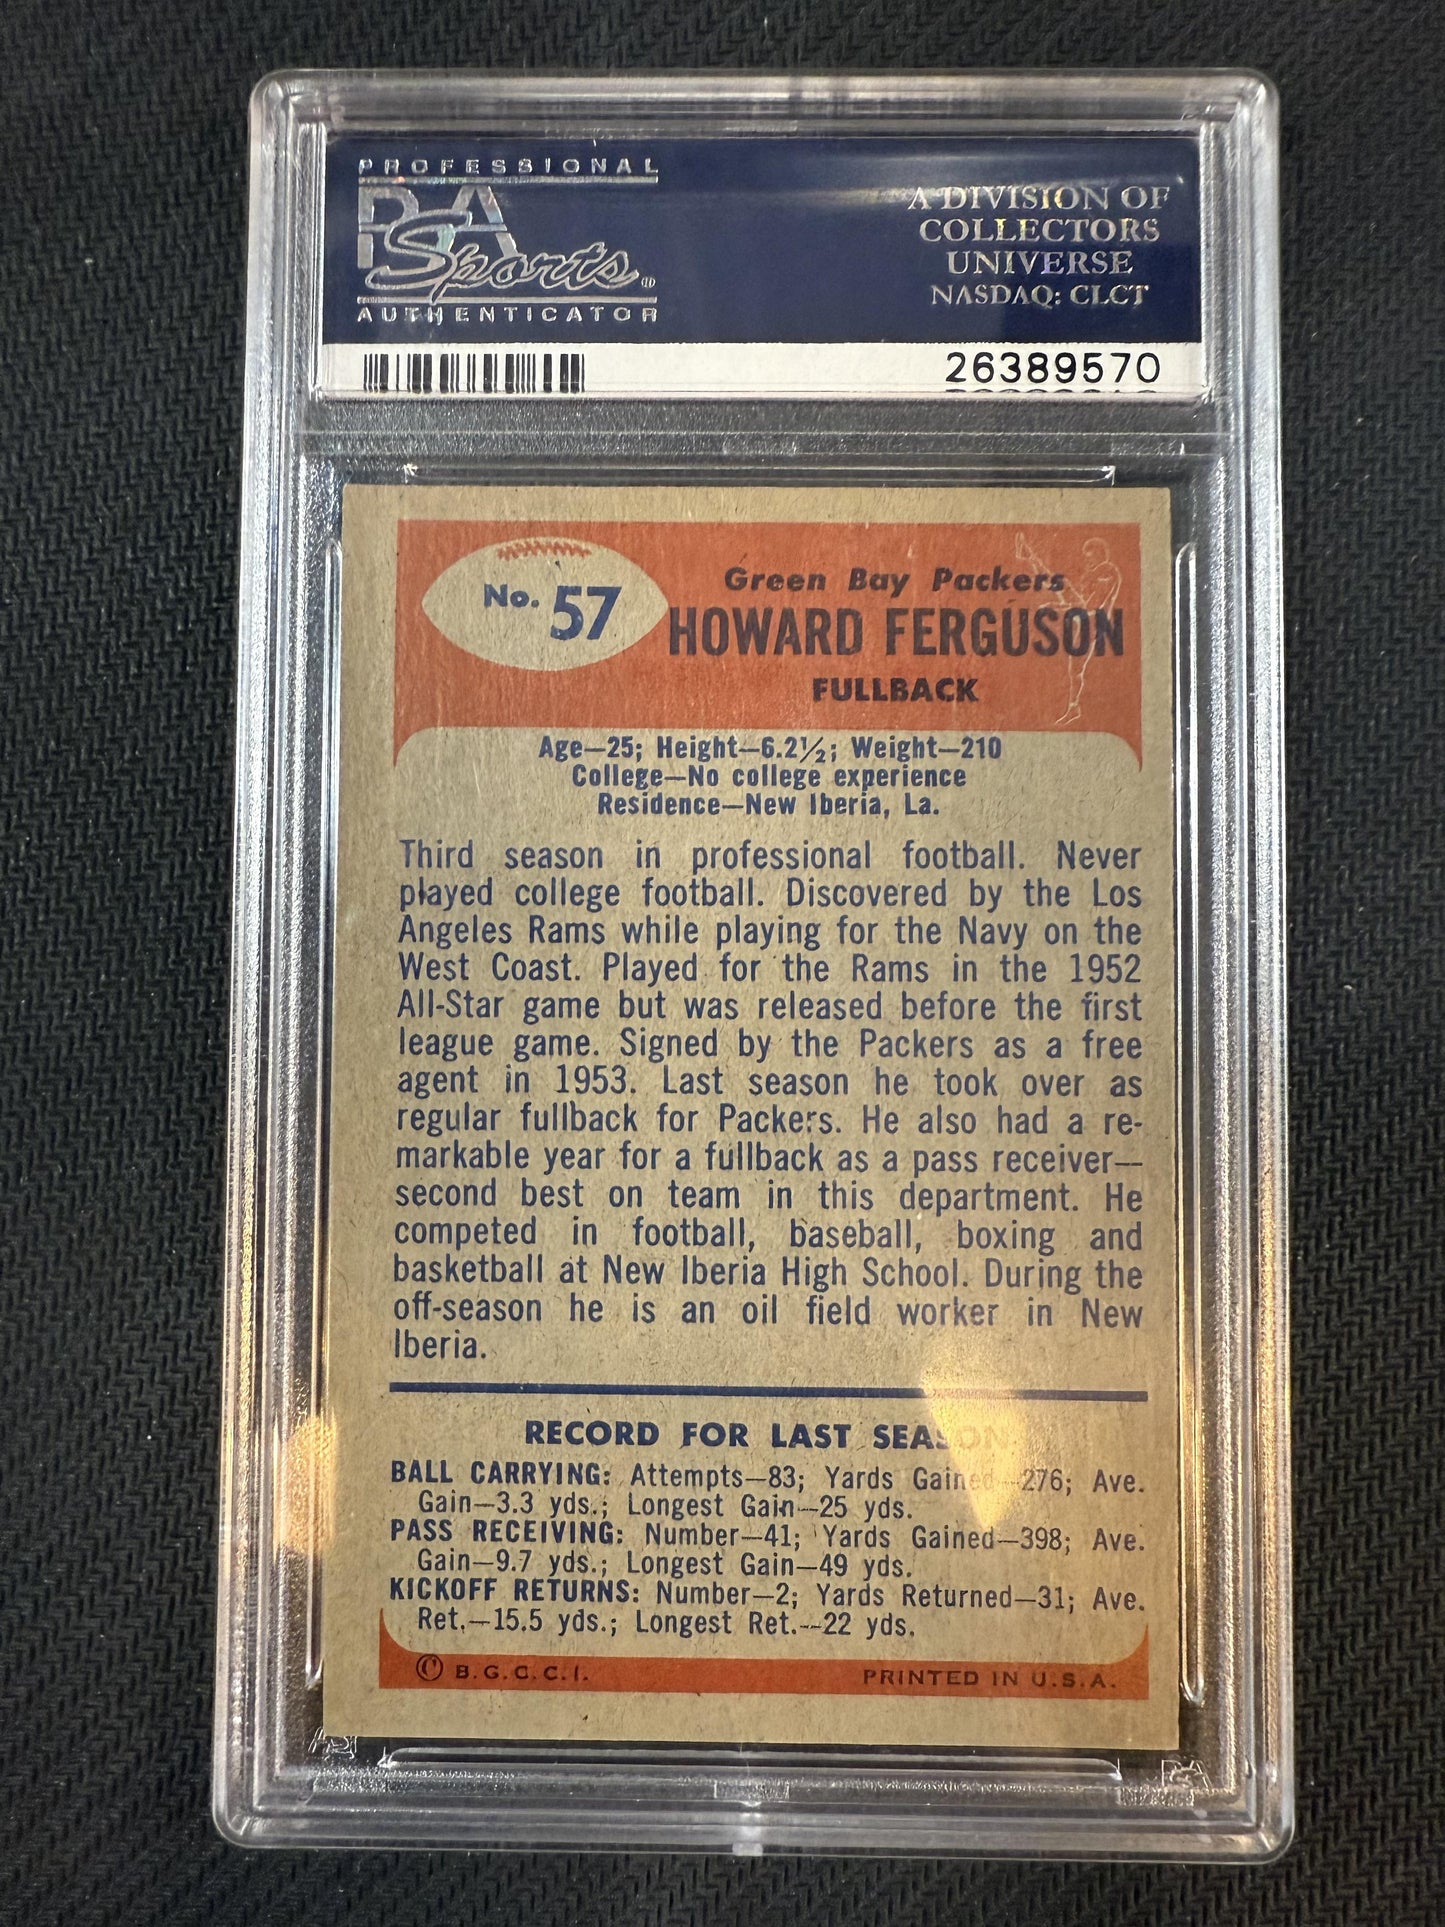 PROFESSIONAL
PSA
Sports
AUTHENTICATOR
A DIVISION OF
COLLECTORS
UNIVERSE
NASDAQ: CLCT
26389570
No. 57
Green Bay Packers
HOWARD FERGUSON
FULLBACK
Age—25; Height—6.2½; Weight—210
College—No college experience
Residence—New Iberia, La.
Third season in professional football. Never
played college football. Discovered by the Los
Angeles Rams while playing for the Navy on the
West Coast. Played for the Rams in the 1952
All-Star game but was released before the first
league game. Signed by the Packers as a free
agent in 1953. Last season he took over as
regular fullback for Packers. He also had a re-
markable year for a fullback as a pass receiver—
second best on team in this department. He
competed in football, baseball, boxing and
basketball at New Iberia High School. During the
off-season he is an oil field worker in New
Iberia.
RECORD FOR LAST SEASON
BALL CARRYING: Attempts—83; Yards Gained—276; Ave.
Gain—3.3 yds.; Longest Gain—25 yds.
PASS RECEIVING: Number—41; Yards Gained—398; Ave.
Gain—9.7 yds.; Longest Gain—49 yds.
KICKOFF RETURNS: Number—2; Yards Returned—31; Ave.
Ret.—15.5 yds.; Longest Ret.—22 yds.
© B.G.C.C.I. PRINTED IN U.S.A.